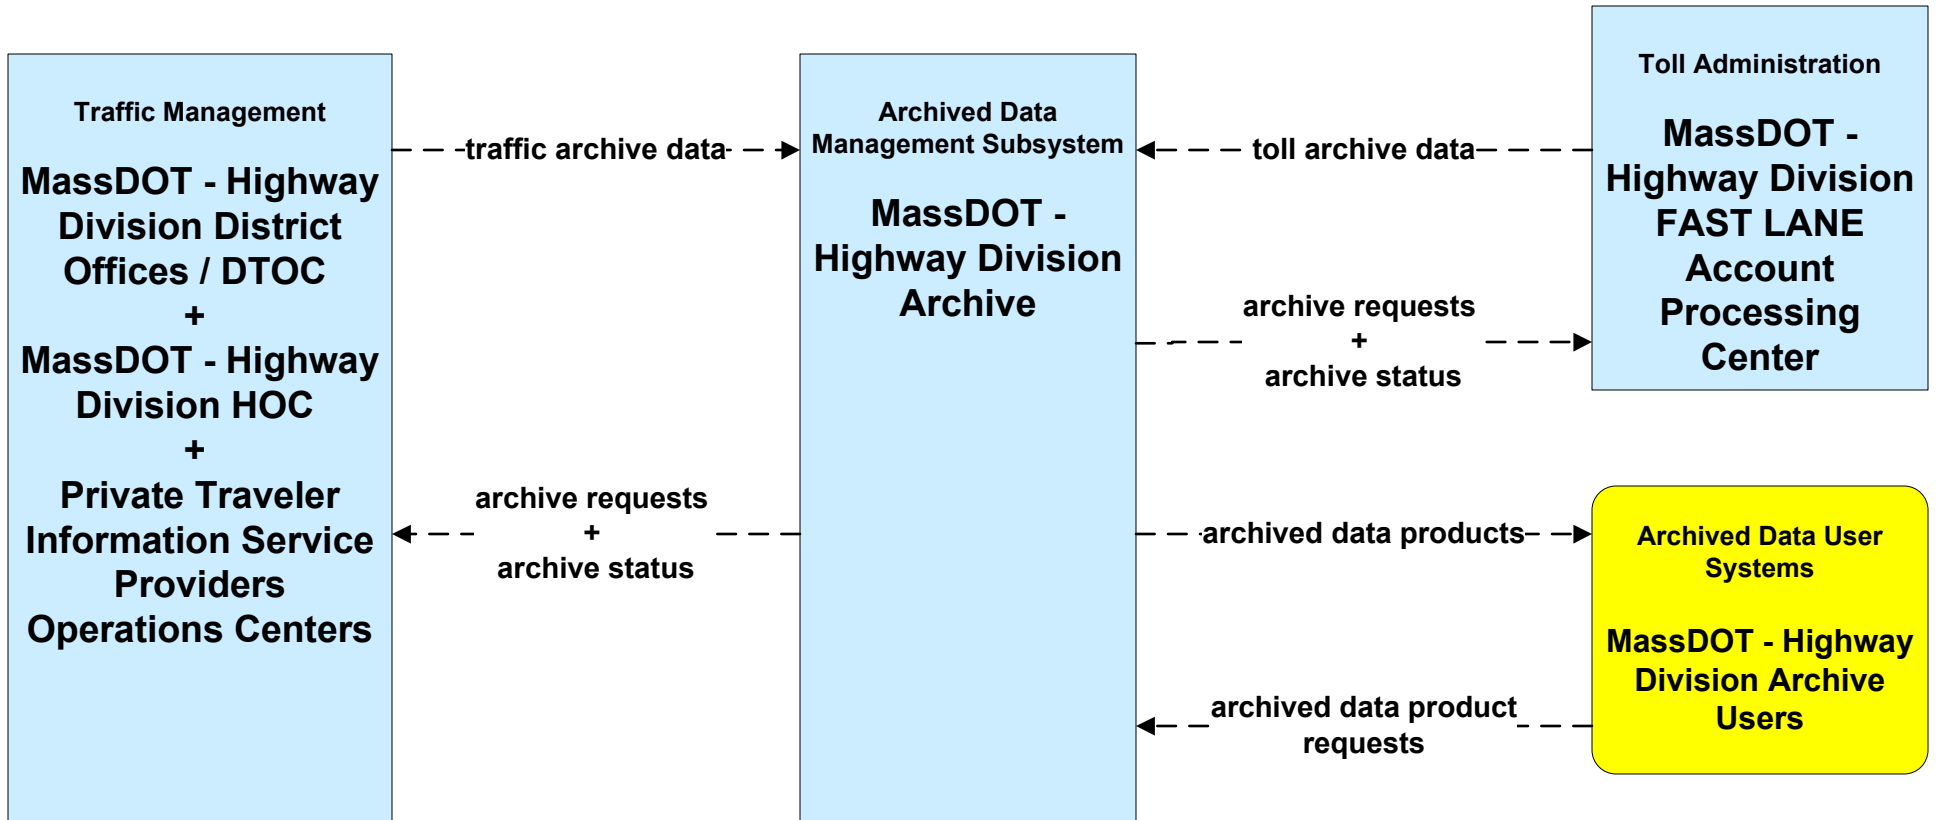 Traffic Management
MassDOT - Highway
Division District
Offices / DTOC
+
MassDOT - Highway
Division HOC
+
Private Traveler
Information Service
Providers
Operations Centers
traffic archive data
archive requests
+
archive status
Archived Data
Management Subsystem
MassDOT -
Highway Division
Archive
toll archive data
archive requests
+
archive status
archived data products
archived data product
requests
Toll Administration
MassDOT -
Highway Division
FAST LANE
Account
Processing
Center
Archived Data User
Systems
MassDOT - Highway
Division Archive
Users